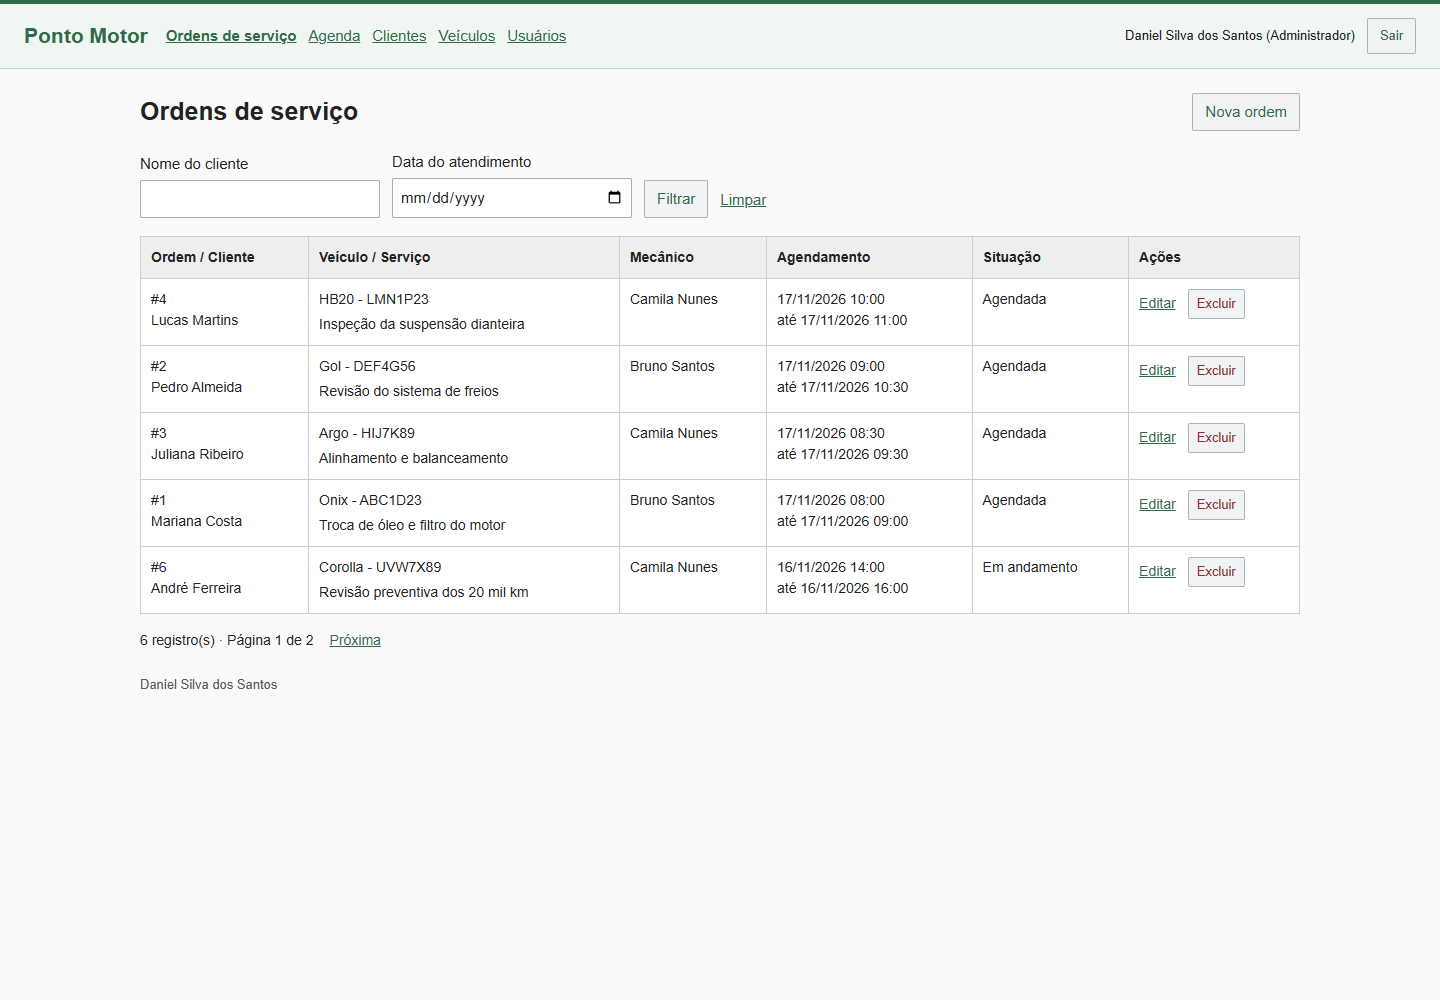 Ponto Motor Ordens de serviço Agenda Clientes Veículos Usuários Daniel Silva dos Santos (Administrador) Sair
Ordens de serviço Nova ordem
Nome do cliente Data do atendimento
mm/dd/yyyy Filtrar Limpar
Ordem / Cliente Veículo / Serviço Mecânico Agendamento Situação Ações
#4 HB20 - LMN1P23 Camila Nunes 17/11/2026 10:00 Agendada Editar Excluir
Lucas Martins Inspeção da suspensão dianteira até 17/11/2026 11:00
#2 Gol - DEF4G56 Bruno Santos 17/11/2026 09:00 Agendada Editar Excluir
Pedro Almeida Revisão do sistema de freios até 17/11/2026 10:30
#3 Argo - HIJ7K89 Camila Nunes 17/11/2026 08:30 Agendada Editar Excluir
Juliana Ribeiro Alinhamento e balanceamento até 17/11/2026 09:30
#1 Onix - ABC1D23 Bruno Santos 17/11/2026 08:00 Agendada Editar Excluir
Mariana Costa Troca de óleo e filtro do motor até 17/11/2026 09:00
#6 Corolla - UVW7X89 Camila Nunes 16/11/2026 14:00 Em andamento Editar Excluir
André Ferreira Revisão preventiva dos 20 mil km até 16/11/2026 16:00
6 registro(s) · Página 1 de 2 Próxima
Daniel Silva dos Santos